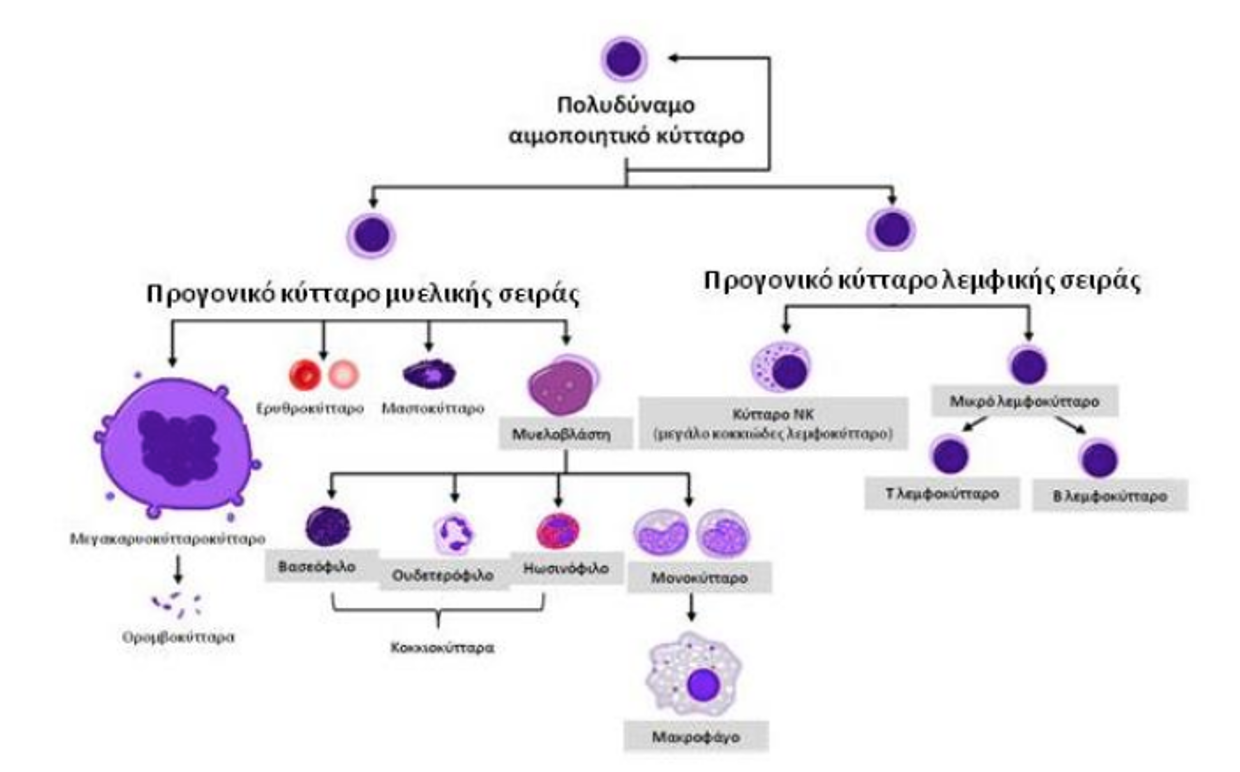 Πολυδύναμο
αιμοποιητικό κύτταρο
Προγονικό κύτταρο μυελικής σειράς
Προγονικό κύτταρο λεμφικής σειράς
Ερυθροκύτταρο
Μαστοκύτταρο
Μυελοβλάστη
Κύτταρο ΝΚ
(μεγάλο κοκκιώδες λεμφοκύτταρο)
Μικρό λεμφοκύτταρο
Τ λεμφοκύτταρο
Β λεμφοκύτταρο
Μεγακαρυοκύτταροκύτταρο
Βασεόφιλο
Ουδετερόφιλο
Ηωσινόφιλο
Μονοκύτταρο
Θρομβοκύτταρα
Κοκκιοκύτταρα
Μακροφάγο